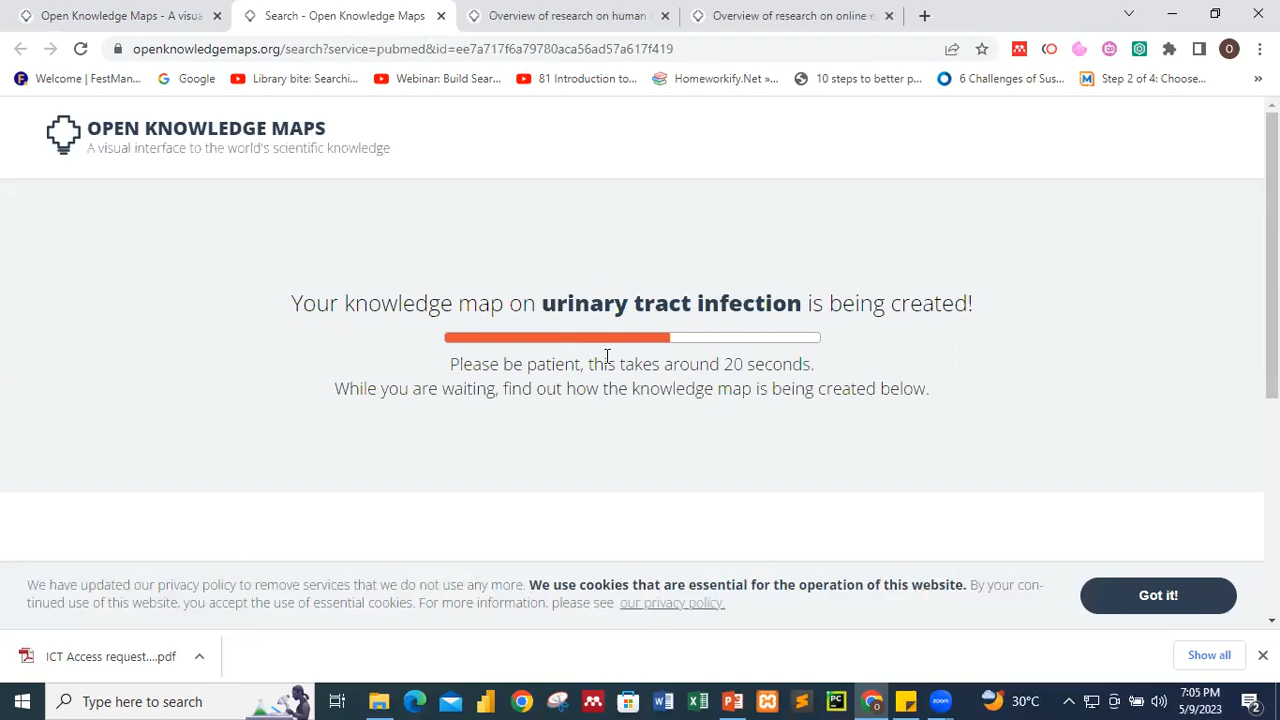 Open Knowledge Maps - A visua
Search - Open Knowledge Maps
Overview of research on human
Overview of research on online e
openknowledgemaps.org/search?service=pubmed&id=ee7a717f6a79780aca56ad57a617f419
O
Welcome | FestMan...
Google
Library bite: Searchi...
Webinar: Build Sear...
81 Introduction to...
Homeworkify.Net »...
10 steps to better p...
6 Challenges of Sus...
Step 2 of 4: Choose...
»
OPEN KNOWLEDGE MAPS
A visual interface to the world's scientific knowledge
Your knowledge map on urinary tract infection is being created!
Please be patient, this takes around 20 seconds.
While you are waiting, find out how the knowledge map is being created below.
We have updated our privacy policy to remove services that we do not use any more. We use cookies that are essential for the operation of this website. By your con-
tinued use of this website, you accept the use of essential cookies. For more information, please see our privacy policy.
Got it!
ICT Access request....pdf
Show all
Type here to search
zoom
30°C
7:05 PM
5/9/2023
2